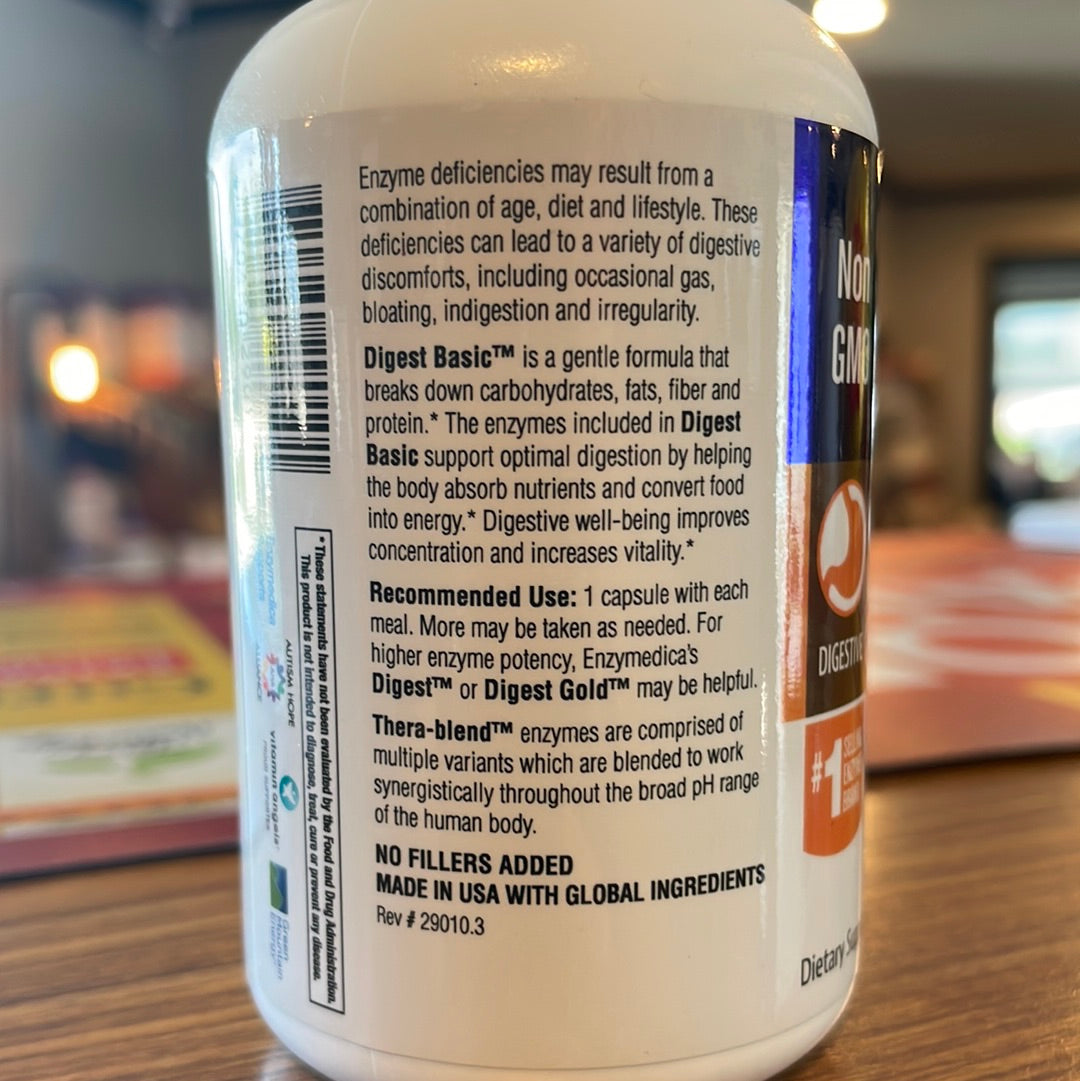 Enzyme deficiencies may result from a
combination of age, diet and lifestyle. These
deficiencies can lead to a variety of digestive
discomforts, including occasional gas,
bloating, indigestion and irregularity.
Digest Basic™ is a gentle formula that
breaks down carbohydrates, fats, fiber and
protein.* The enzymes included in Digest
Basic support optimal digestion by helping
the body absorb nutrients and convert food
into energy.* Digestive well-being improves
concentration and increases vitality.*
Recommended Use: 1 capsule with each
meal. More may be taken as needed. For
higher enzyme potency, Enzymedica's
Digest™ or Digest Gold™ may be helpful.
Thera-blend™ enzymes are comprised of
multiple variants which are blended to work
synergistically throughout the broad pH range
of the human body.
NO FILLERS ADDED
MADE IN USA WITH GLOBAL INGREDIENTS
Rev # 29010.3
* These statements have not been evaluated by the Food and Drug Administration.
This product is not intended to diagnose, treat, cure or prevent any disease.
AUTISM HOPE
ALLIANCE
vitamin angels
Green
Mountain
Energy
Non
GMO
DIGESTIVE
#1
Dietary